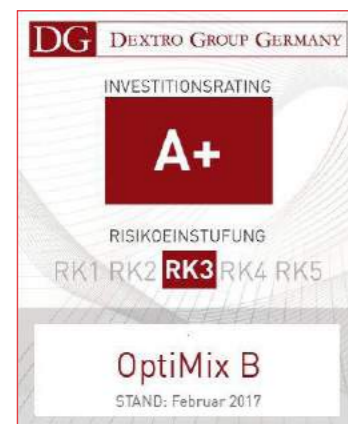 DG DEXTRO GROUP GERMANY
INVESTITIONSRATING
A+
RISIKOEINSTUFUNG
RK1 RK2 RK3 RK4 RK5
OptiMix B
STAND: Februar 2017